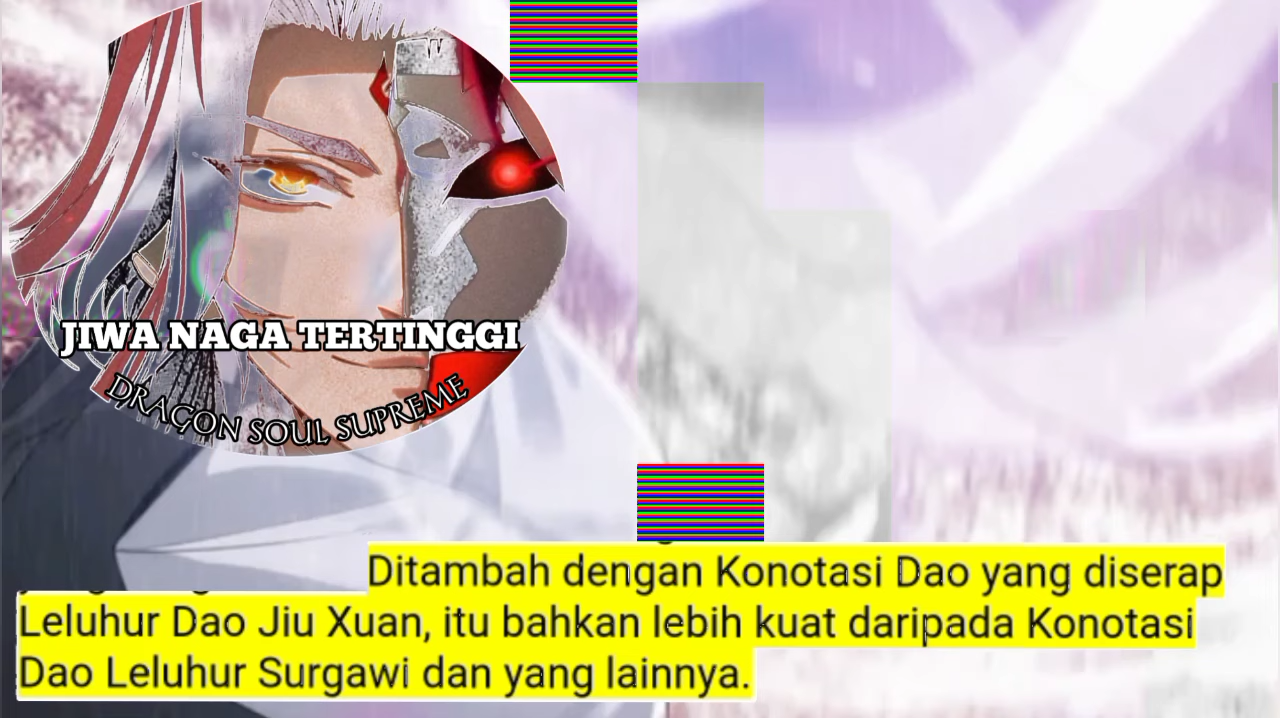 JIWA NAGA TERTINGGI
DRAGON SOUL SUPREME
Ditambah dengan Konotasi Dao yang diserap
Leluhur Dao Jiu Xuan, itu bahkan lebih kuat daripada Konotasi
Dao Leluhur Surgawi dan yang lainnya.